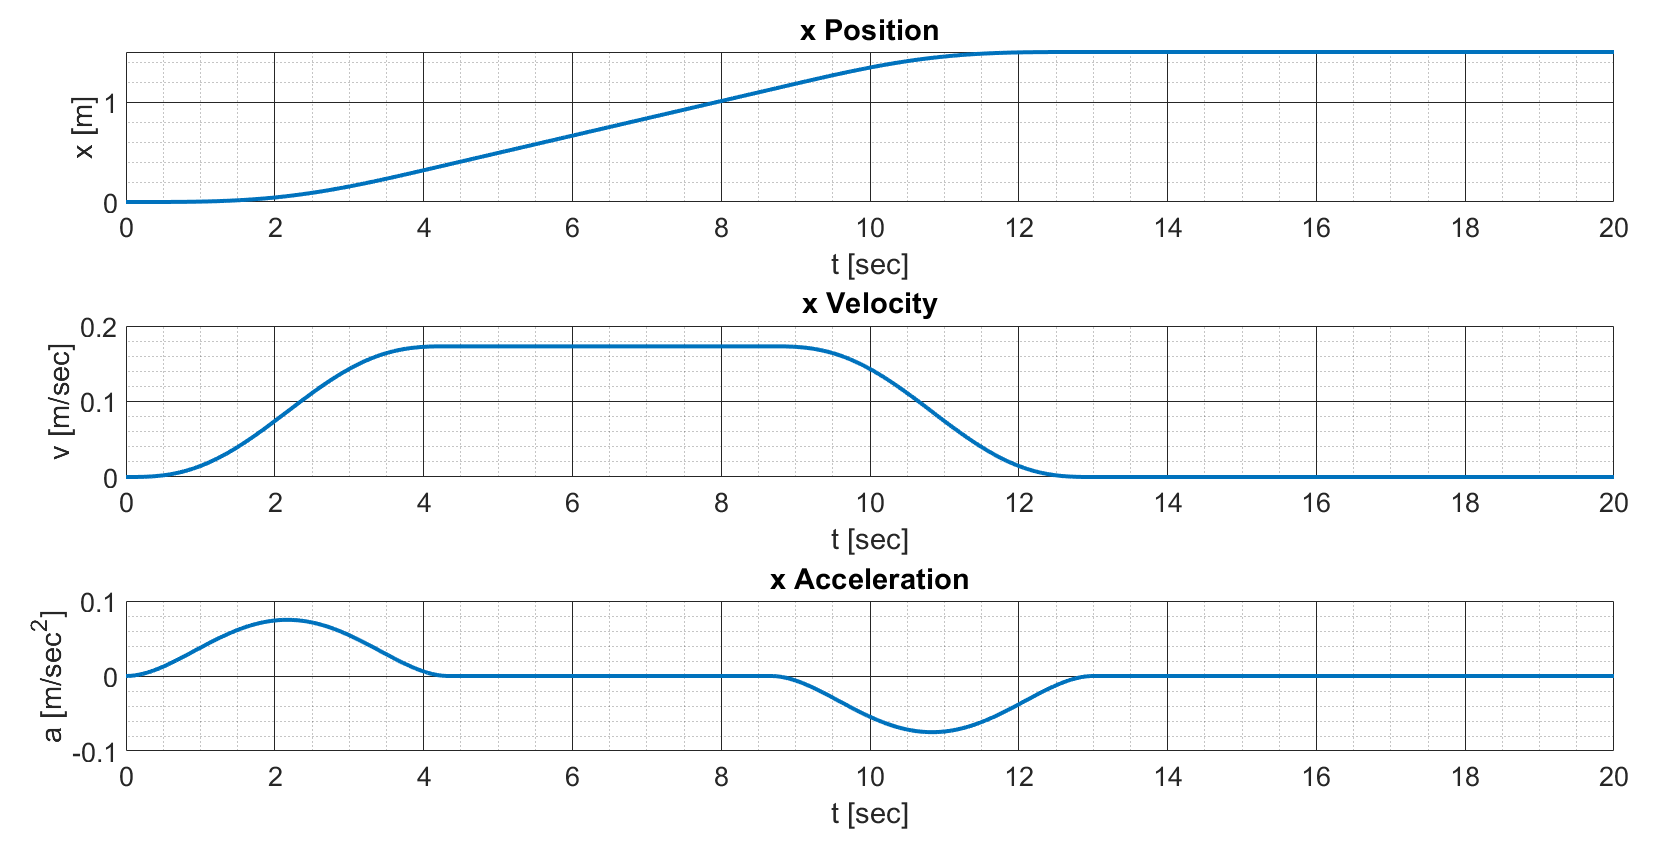 x Position
x [m]
1
0
0 2 4 6 8 10 12 14 16 18 20
t [sec]
x Velocity
v [m/sec]
0.2
0.1
0
0 2 4 6 8 10 12 14 16 18 20
t [sec]
x Acceleration
a [m/sec²]
0.1
0
-0.1
0 2 4 6 8 10 12 14 16 18 20
t [sec]